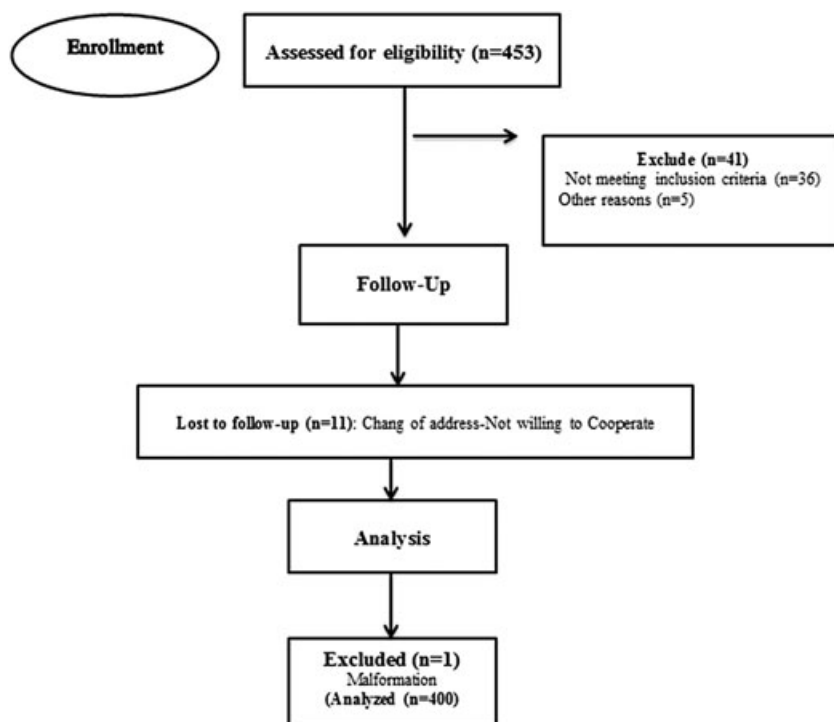 Enrollment
Assessed for eligibility (n=453)
Exclude (n=41)
Not meeting inclusion criteria (n=36)
Other reasons (n=5)
Follow-Up
Lost to follow-up (n=11): Chang of address-Not willing to Cooperate
Analysis
Excluded (n=1)
Malformation
(Analyzed (n=400)